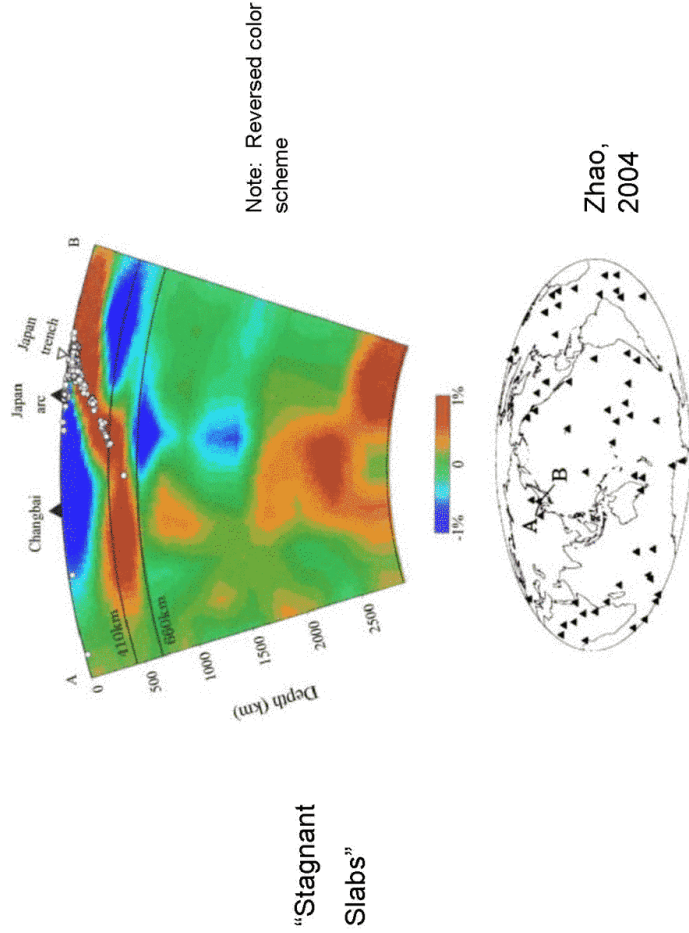 “Stagnant
Slabs”
Changbai
Japan
arc
Japan
trench
A
B
0
500
1000
1500
2000
2500
Depth (km)
410km
660km
-1%
0
1%
Note: Reversed color
scheme
A
B
Zhao,
2004